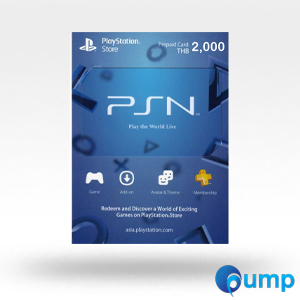 PlayStation
Store
Prepaid Card
THB 2,000
PSN
Play the World Live
Game
Add-on
Avatar & Theme
Membership
Redeem and Discover a World of Exciting
Games on PlayStation.Store
asia.playstation.com
Pump